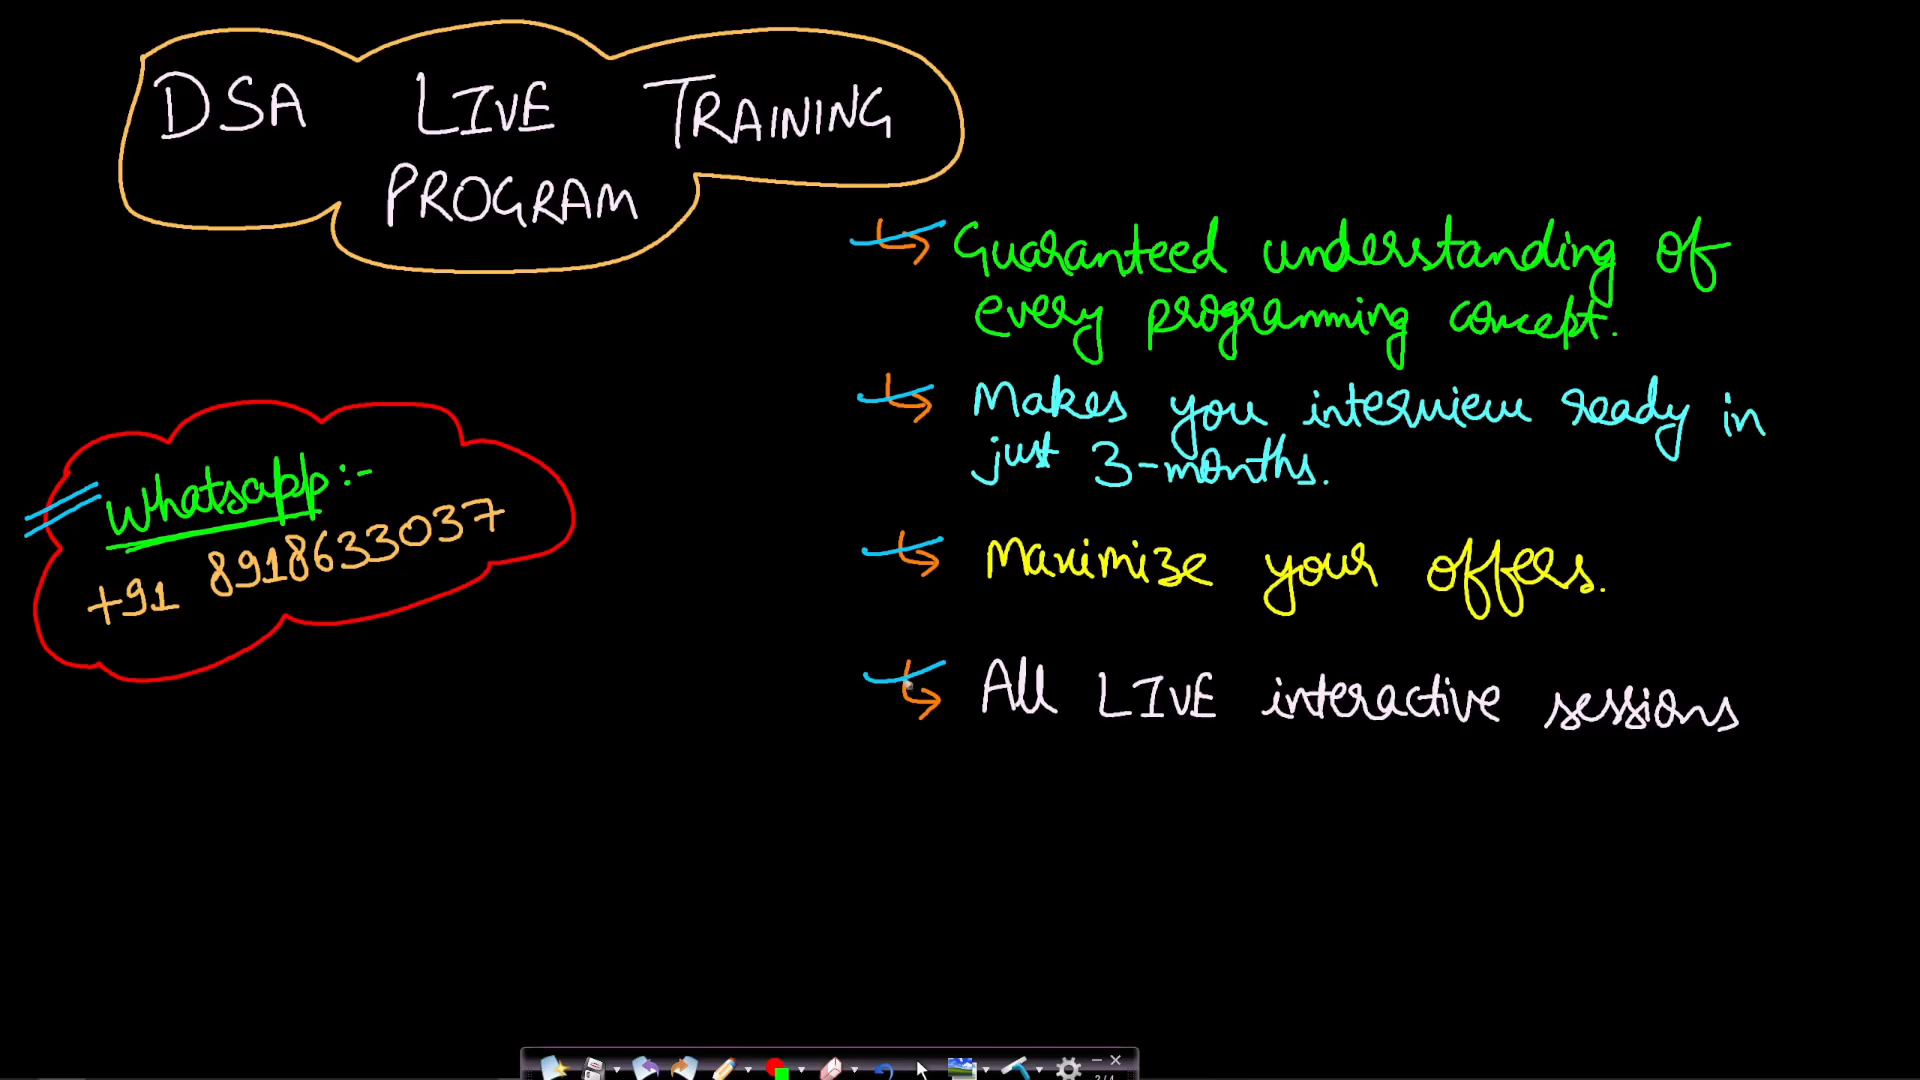 DSA LIVE TRAINING
PROGRAM
Guaranteed understanding of
every programming concept.
Makes you interview ready in
just 3-months.
Whatsapp:-
+91 8918633037
Maximize your offers.
All LIVE interactive sessions